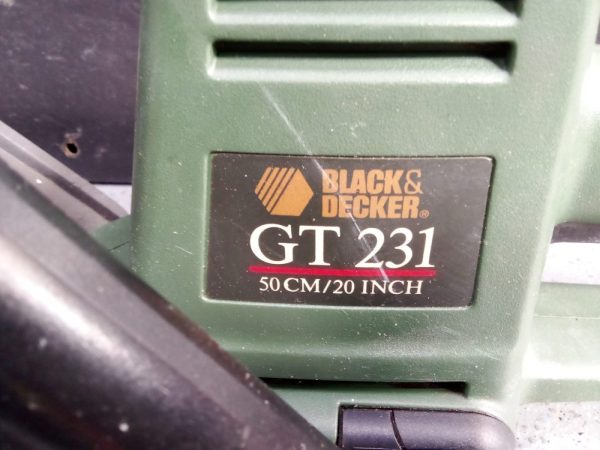 BLACK&
DECKER®
GT 231
50 CM/20 INCH